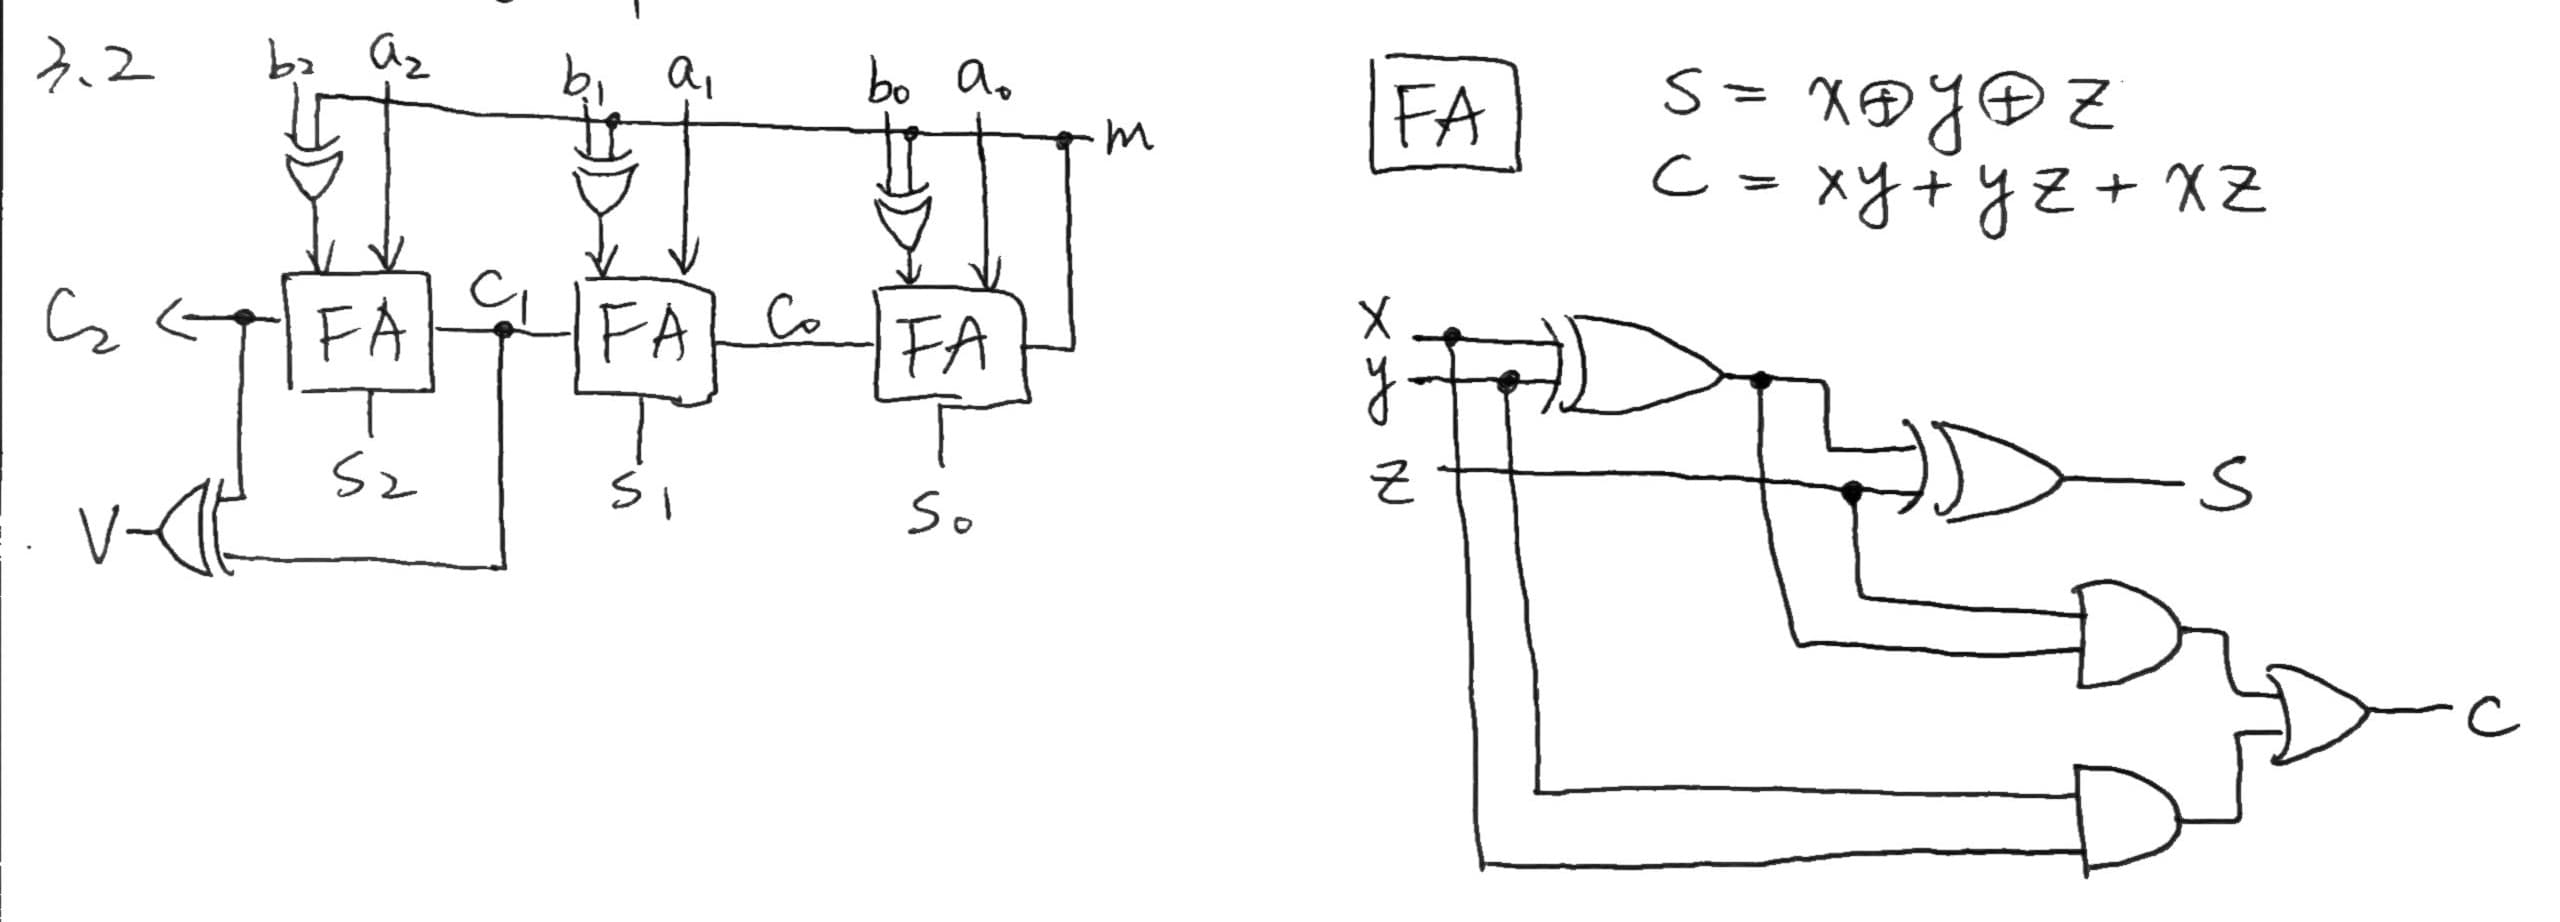 3.2
b₂ a₂ b₁ a₁ b₀ a₀ m
C₂ FA C₁ FA C₀ FA
S₂ S₁ S₀
V
FA
S = x⊕y⊕z
C = xy + yz + xz
x
y
z
S
C